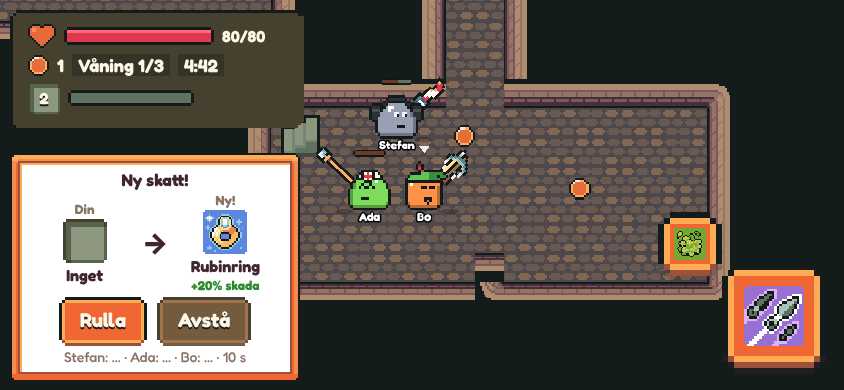 80/80
1 Våning 1/3 4:42
2
Ny skatt!
Din
Ny!
Inget
Rubinring
+20% skada
Rulla
Avstå
Stefan: ... · Ada: ... · Bo: ... · 10 s
Stefan
Ada
Bo